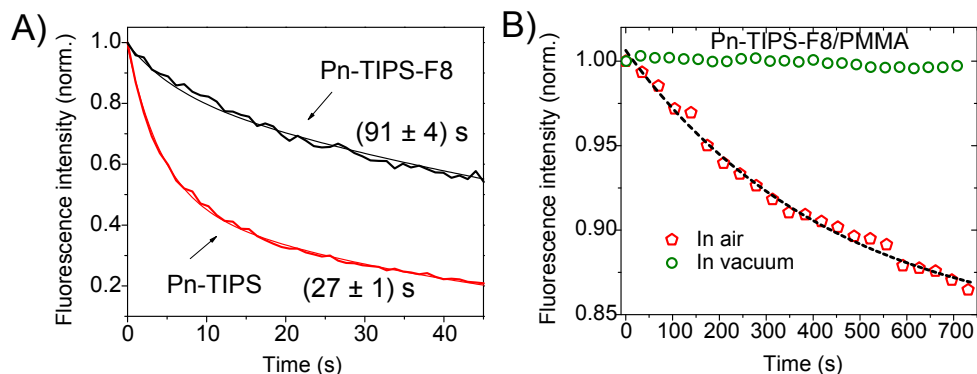 A)
Fluorescence intensity (norm.)
1.0
0.8
0.6
0.4
0.2
Pn-TIPS-F8
(91 ± 4) s
Pn-TIPS
(27 ± 1) s
0 10 20 30 40
Time (s)
B)
Fluorescence intensity (norm.)
1.00
0.95
0.90
0.85
Pn-TIPS-F8/PMMA
In air
In vacuum
0 100 200 300 400 500 600 700
Time (s)